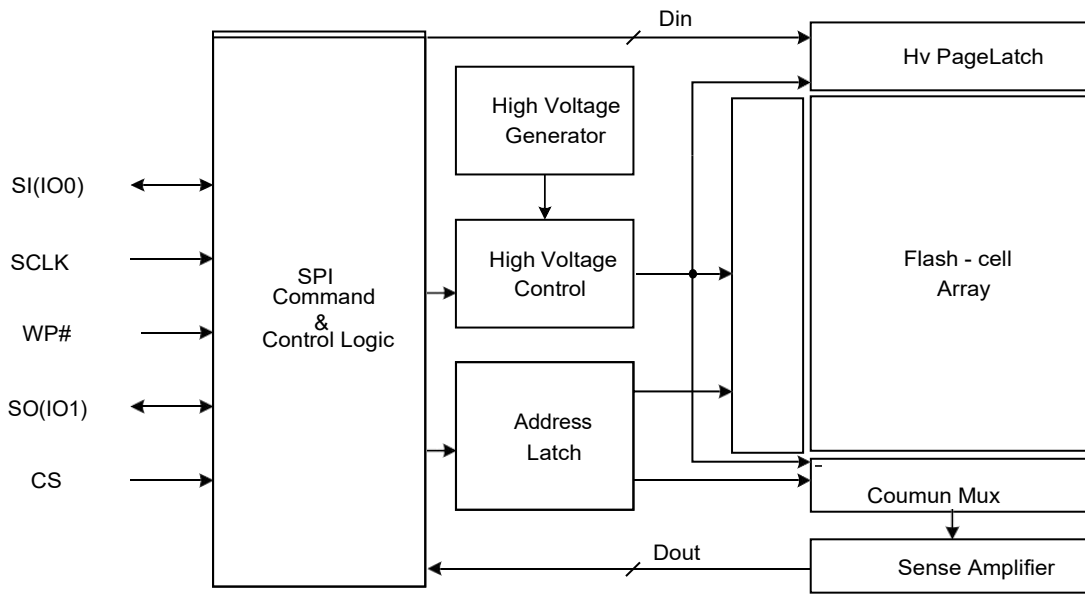 Din
Hv PageLatch
High Voltage
Generator
SI(IO0)
SCLK
WP#
SO(IO1)
CS
SPI
Command
&
Control Logic
High Voltage
Control
Flash - cell
Array
Address
Latch
Coumun Mux
Dout
Sense Amplifier